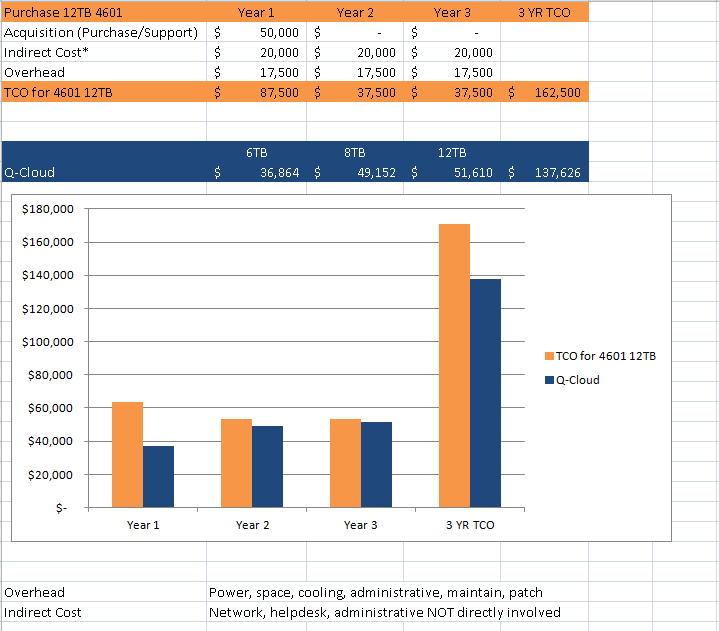 Purchase 12TB 4601 Year 1 Year 2 Year 3 3 YR TCO
Acquisition (Purchase/Support) $ 50,000 $ - $ -
Indirect Cost* $ 20,000 20,000 $ 20,000
Overhead $ 17,500 17,500 $ 17,500
TCO for 4601 12TB $ 87,500 $ 37,500 $ 37,500 $ 162,500
6TB 8TB 12TB
Q-Cloud $ 36,864 $ 49,152 $ 51,610 $ 137,626
$180,000
$160,000
$140,000
$120,000
$100,000
$80,000
$60,000
$40,000
$20,000
$-
Year 1 Year 2 Year 3 3 YR TCO
TCO for 4601 12TB
Q-Cloud
Overhead Power, space, cooling, administrative, maintain, patch
Indirect Cost Network, helpdesk, administrative NOT directly involved